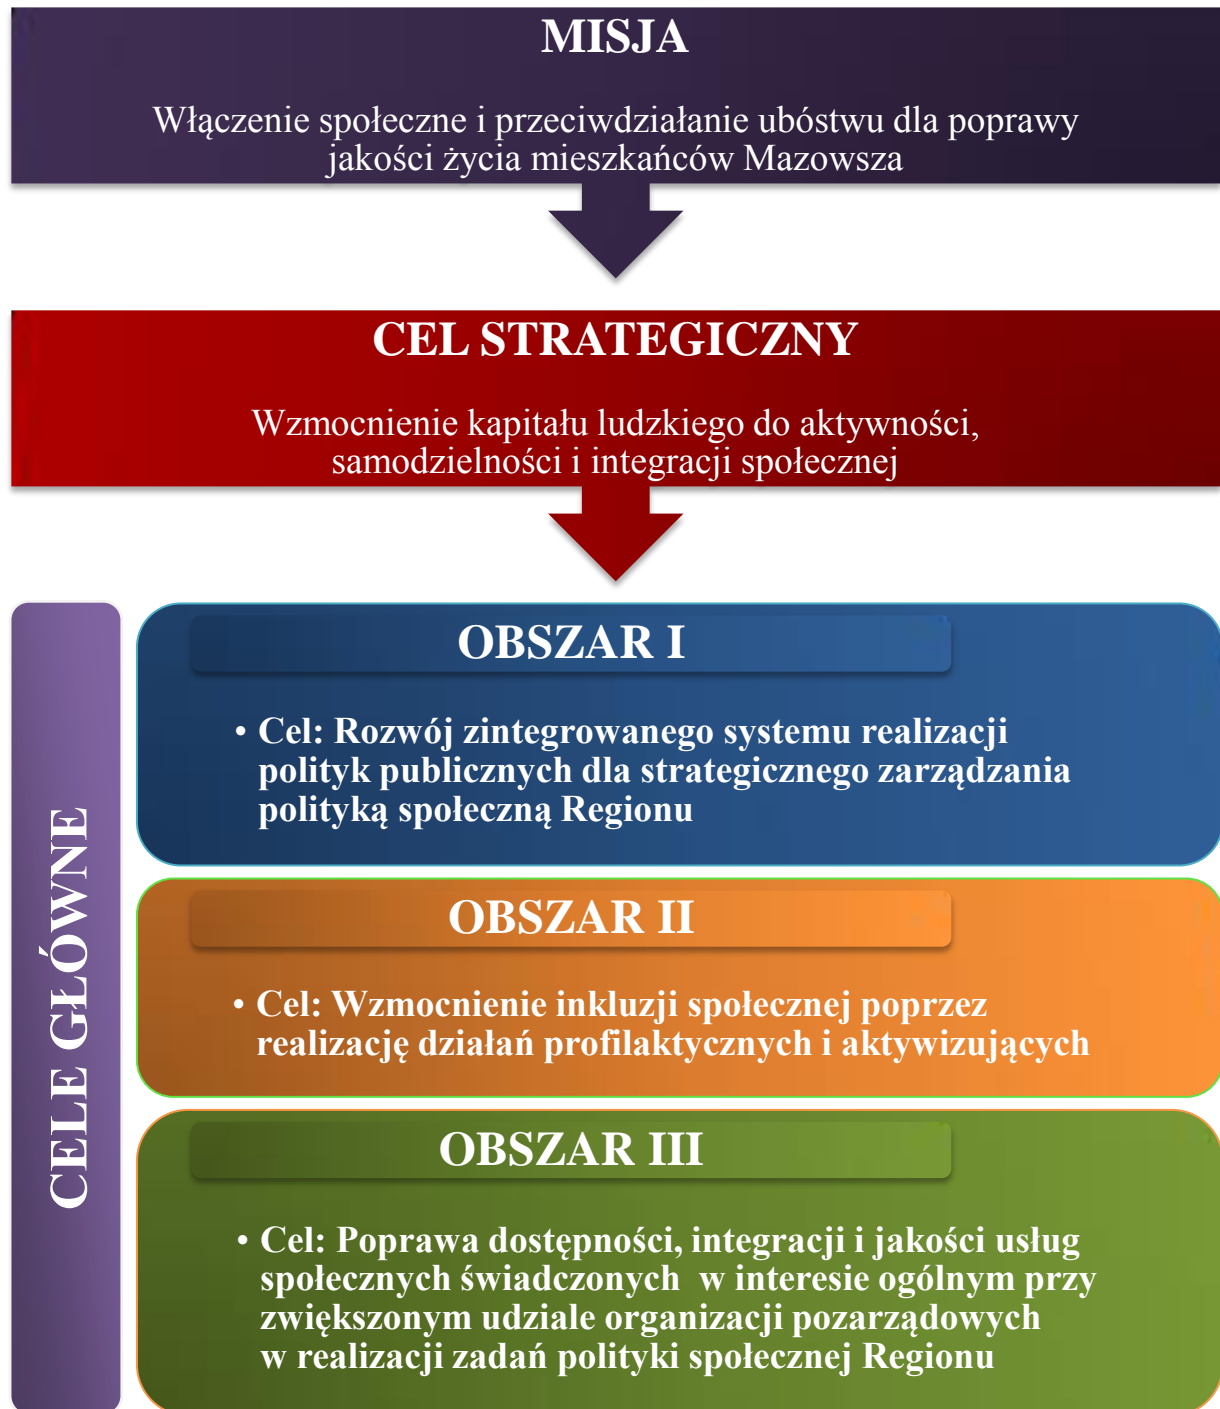 MISJA
Włączenie społeczne i przeciwdziałanie ubóstwu dla poprawy
jakości życia mieszkańców Mazowsza
CEL STRATEGICZNY
Wzmocnienie kapitału ludzkiego do aktywności,
samodzielności i integracji społecznej
CELE GŁÓWNE
OBSZAR I
• Cel: Rozwój zintegrowanego systemu realizacji
polityk publicznych dla strategicznego zarządzania
polityką społeczną Regionu
OBSZAR II
• Cel: Wzmocnienie inkluzji społecznej poprzez
realizację działań profilaktycznych i aktywizujących
OBSZAR III
• Cel: Poprawa dostępności, integracji i jakości usług
społecznych świadczonych w interesie ogólnym przy
zwiększonym udziale organizacji pozarządowych
w realizacji zadań polityki społecznej Regionu